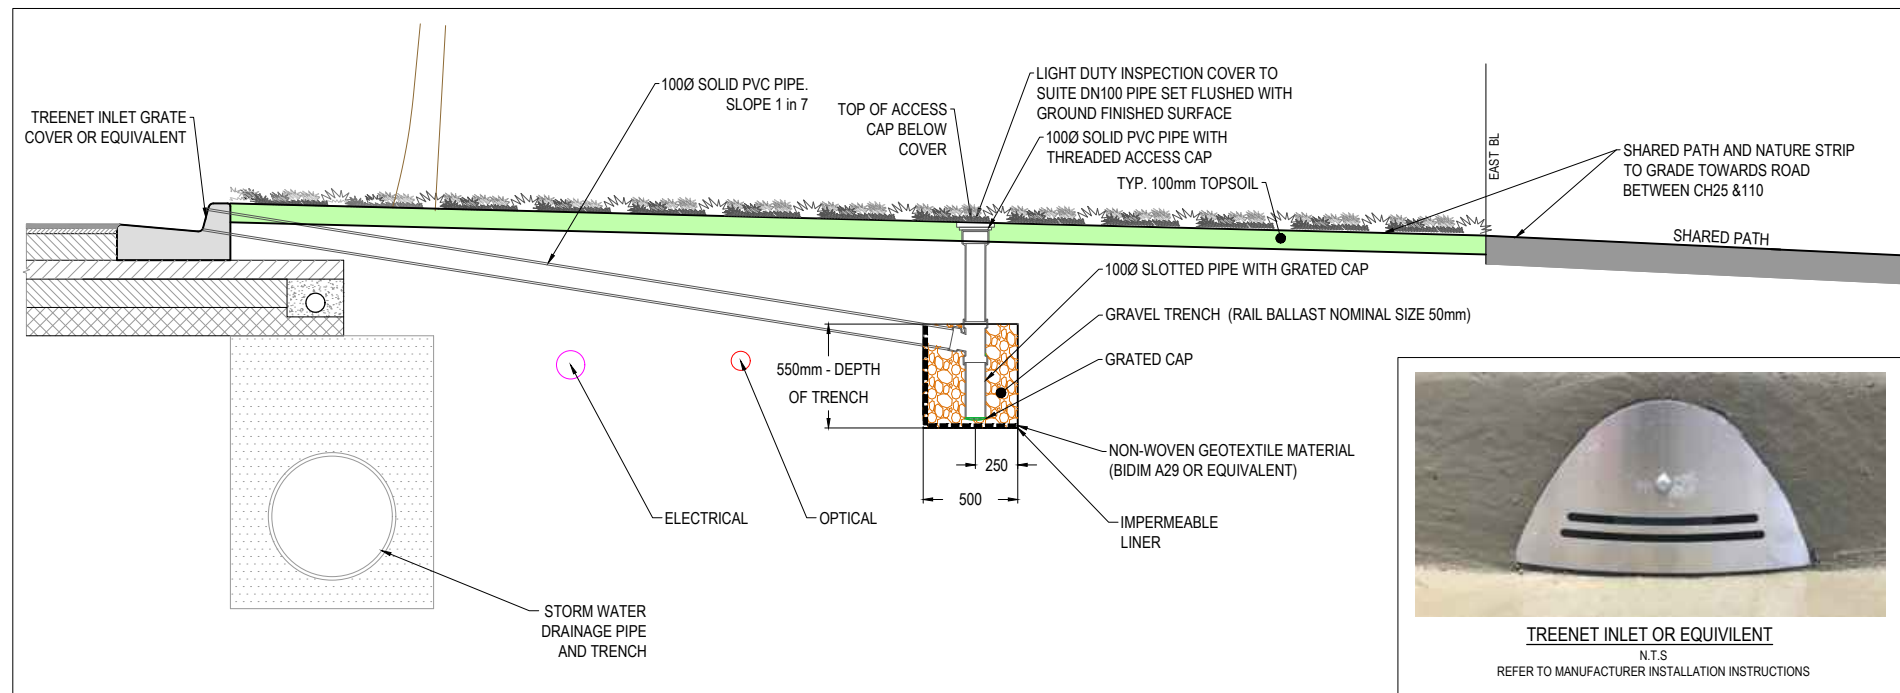 TREENET INLET GRATE
COVER OR EQUIVALENT
100Ø SOLID PVC PIPE.
SLOPE 1 in 7
TOP OF ACCESS
CAP BELOW
COVER
LIGHT DUTY INSPECTION COVER TO
SUITE DN100 PIPE SET FLUSHED WITH
GROUND FINISHED SURFACE
100Ø SOLID PVC PIPE WITH
THREADED ACCESS CAP
TYP. 100mm TOPSOIL
EAST BL
SHARED PATH AND NATURE STRIP
TO GRADE TOWARDS ROAD
BETWEEN CH25 &110
SHARED PATH
100Ø SLOTTED PIPE WITH GRATED CAP
GRAVEL TRENCH (RAIL BALLAST NOMINAL SIZE 50mm)
GRATED CAP
550mm - DEPTH
OF TRENCH
NON-WOVEN GEOTEXTILE MATERIAL
(BIDIM A29 OR EQUIVALENT)
250
500
IMPERMEABLE
LINER
ELECTRICAL
OPTICAL
STORM WATER
DRAINAGE PIPE
AND TRENCH
TREENET INLET OR EQUIVILENT
N.T.S
REFER TO MANUFACTURER INSTALLATION INSTRUCTIONS